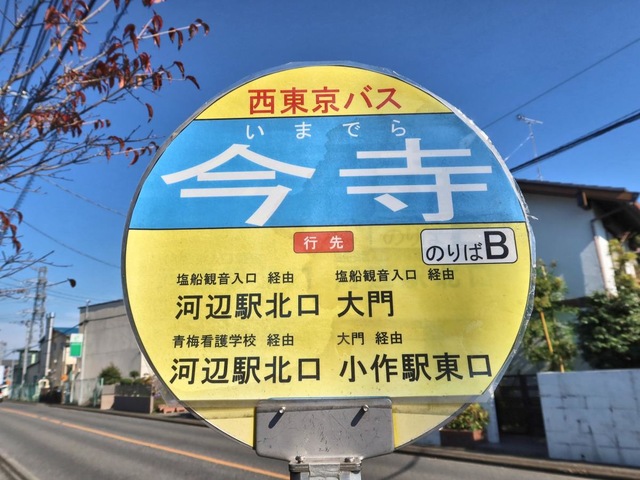 西東京バス
いまでら
今寺
行先
のりばB
塩船観音入口 経由 塩船観音入口 経由
河辺駅北口 大門
青梅看護学校 経由 大門 経由
河辺駅北口 小作駅東口